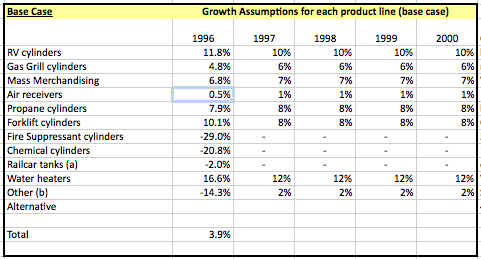 Base Case Growth Assumptions for each product line (base case)
1996 1997 1998 1999 2000
RV cylinders 11.8% 10% 10% 10% 10%
Gas Grill cylinders 4.8% 6% 6% 6% 6%
Mass Merchandising 6.8% 7% 7% 7% 7%
Air receivers 0.5% 1% 1% 1% 1%
Propane cylinders 7.9% 8% 8% 8% 8%
Forklift cylinders 10.1% 8% 8% 8% 8%
Fire Suppressant cylinders -29.0% - - - -
Chemical cylinders -20.8% - - - -
Railcar tanks (a) -2.0% - - - -
Water heaters 16.6% 12% 12% 12% 12%
Other (b) -14.3% 2% 2% 2% 2%
Alternative
Total 3.9%